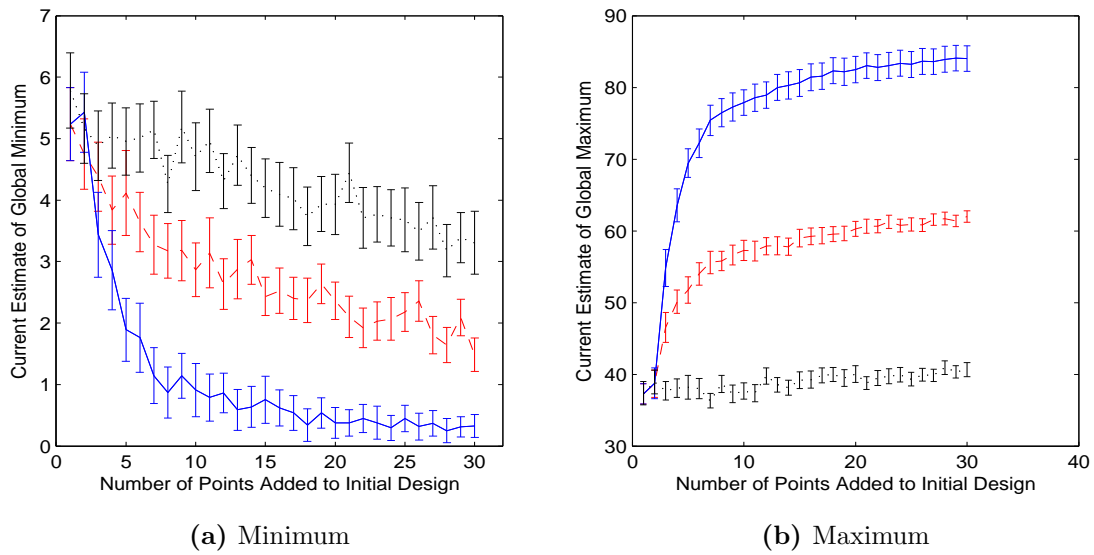 7
6
5
4
3
2
1
0
Current Estimate of Global Minimum
0 5 10 15 20 25 30
Number of Points Added to Initial Design
(a) Minimum
90
80
70
60
50
40
30
Current Estimate of Global Maximum
0 10 20 30 40
Number of Points Added to Initial Design
(b) Maximum